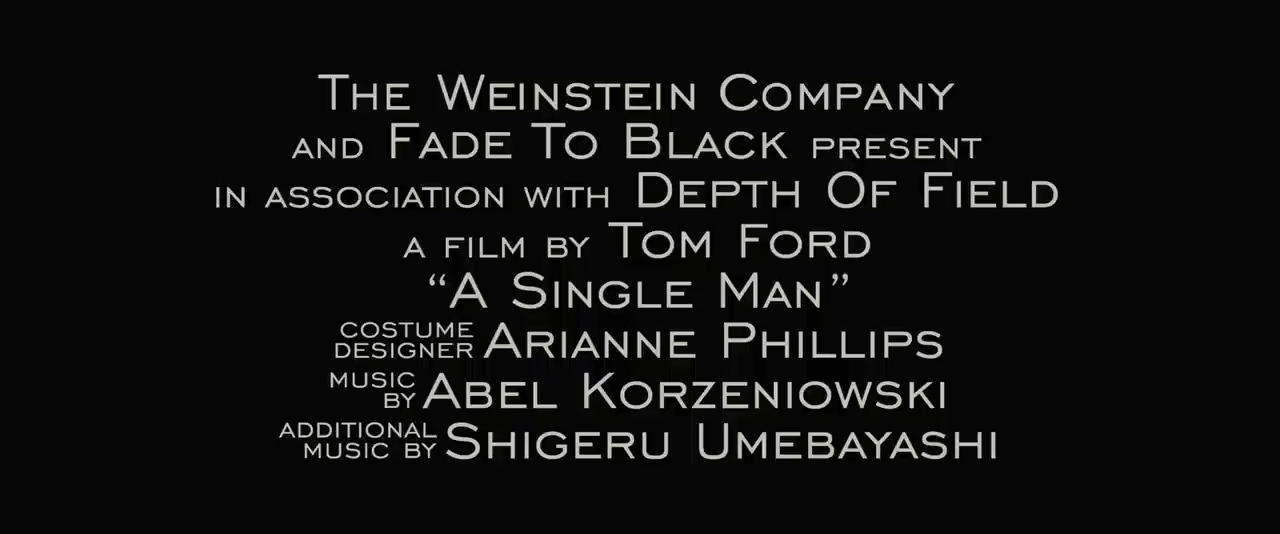 THE WEINSTEIN COMPANY
AND FADE TO BLACK PRESENT
IN ASSOCIATION WITH DEPTH OF FIELD
A FILM BY TOM FORD
“A SINGLE MAN”
COSTUME DESIGNER ARIANNE PHILLIPS
MUSIC BY ABEL KORZENIOWSKI
ADDITIONAL MUSIC BY SHIGERU UMEBAYASHI